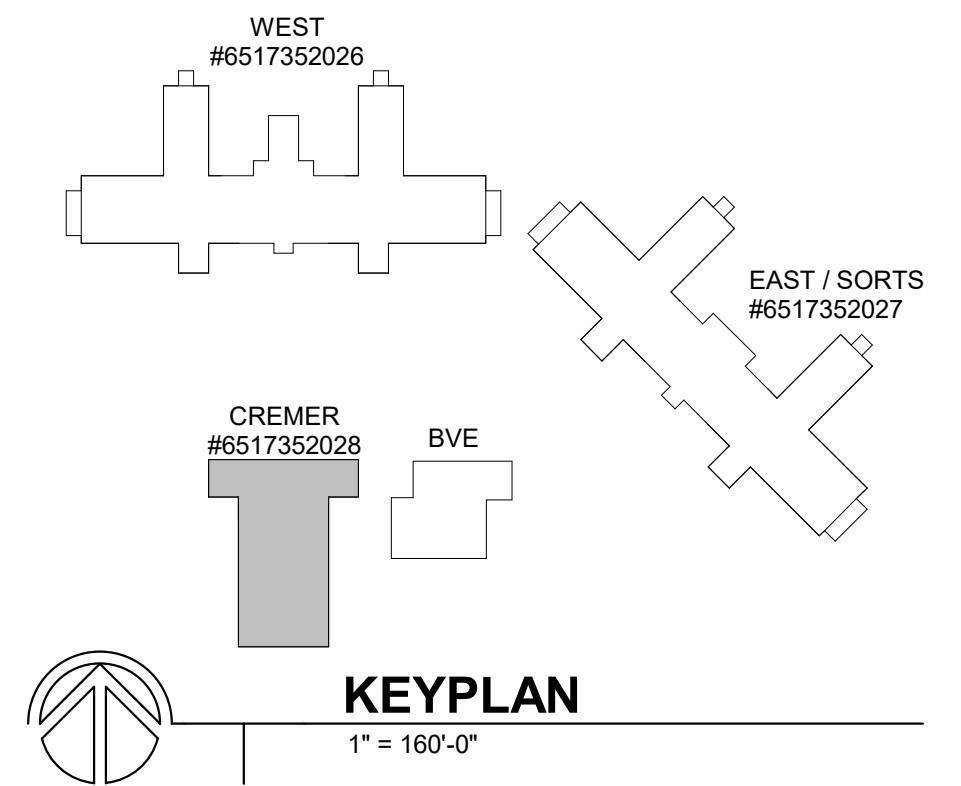 WEST
#6517352026
EAST / SORTS
#6517352027
CREMER
#6517352028
BVE
KEYPLAN
1" = 160'-0"